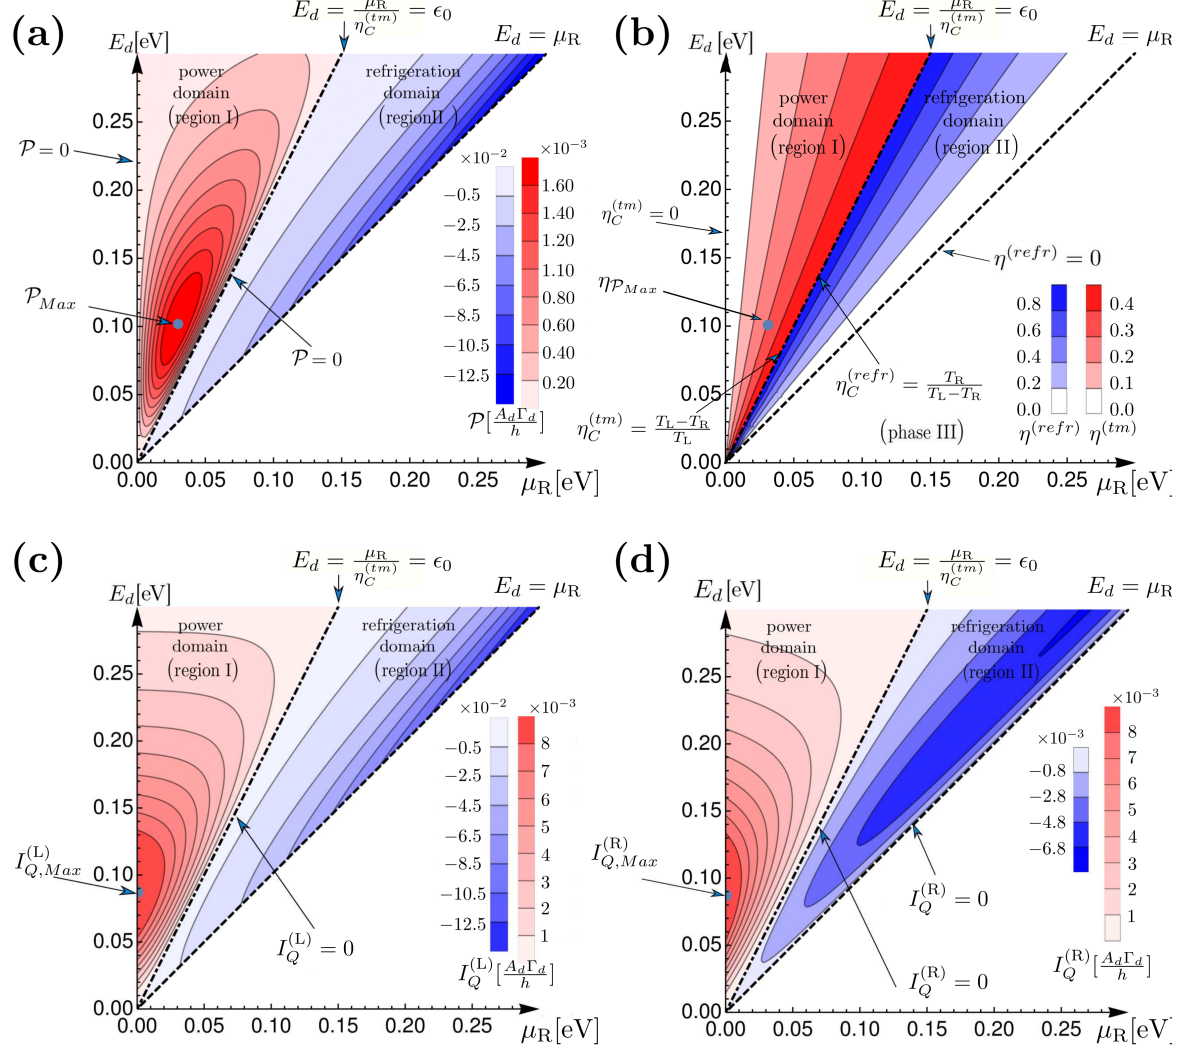 (a)
E_d = μ_R/η_C^(tm) = ϵ_0
E_d = μ_R
E_d[eV]
power
domain
(region I)
refrigeration
domain
(regionII)
0.25
0.20
0.15
0.10
0.05
0.00
𝒫 = 0
𝒫_Max
𝒫 = 0
×10^−2
−0.5
−2.5
−4.5
−6.5
−8.5
−10.5
−12.5
×10^−3
1.60
1.40
1.20
1.10
0.80
0.60
0.40
0.20
𝒫[A_dΓ_d/h]
0.00 0.05 0.10 0.15 0.20 0.25
μ_R[eV]
(b)
E_d = μ_R/η_C^(tm) = ϵ_0
E_d = μ_R
E_d[eV]
power
domain
(region I)
refrigeration
domain
(region II)
0.25
0.20
0.15
0.10
0.05
0.00
η_C^(tm) = 0
η_𝒫_Max
η_C^(tm) = T_L−T_R/T_L
η^(refr) = 0
η_C^(refr) = T_R/T_L−T_R
(phase III)
0.8
0.6
0.4
0.2
0.0
η^(refr)
0.4
0.3
0.2
0.1
0.0
η^(tm)
0.00 0.05 0.10 0.15 0.20 0.25
μ_R[eV]
(c)
E_d = μ_R/η_C^(tm) = ϵ_0
E_d = μ_R
E_d[eV]
power
domain
(region I)
refrigeration
domain
(region II)
0.25
0.20
0.15
0.10
0.05
0.00
I_Q,Max^(L)
I_Q^(L) = 0
×10^−2
−0.5
−2.5
−4.5
−6.5
−8.5
−10.5
−12.5
×10^−3
8
7
6
5
4
3
2
1
I_Q^(L)[A_dΓ_d/h]
0.00 0.05 0.10 0.15 0.20 0.25
μ_R[eV]
(d)
E_d = μ_R/η_C^(tm) = ϵ_0
E_d = μ_R
E_d[eV]
power
domain
(region I)
refrigeration
domain
(region II)
0.25
0.20
0.15
0.10
0.05
0.00
I_Q,Max^(R)
I_Q^(R) = 0
I_Q^(R) = 0
×10^−3
−0.8
−2.8
−4.8
−6.8
×10^−3
8
7
6
5
4
3
2
1
I_Q^(R)[A_dΓ_d/h]
0.00 0.05 0.10 0.15 0.20 0.25
μ_R[eV]